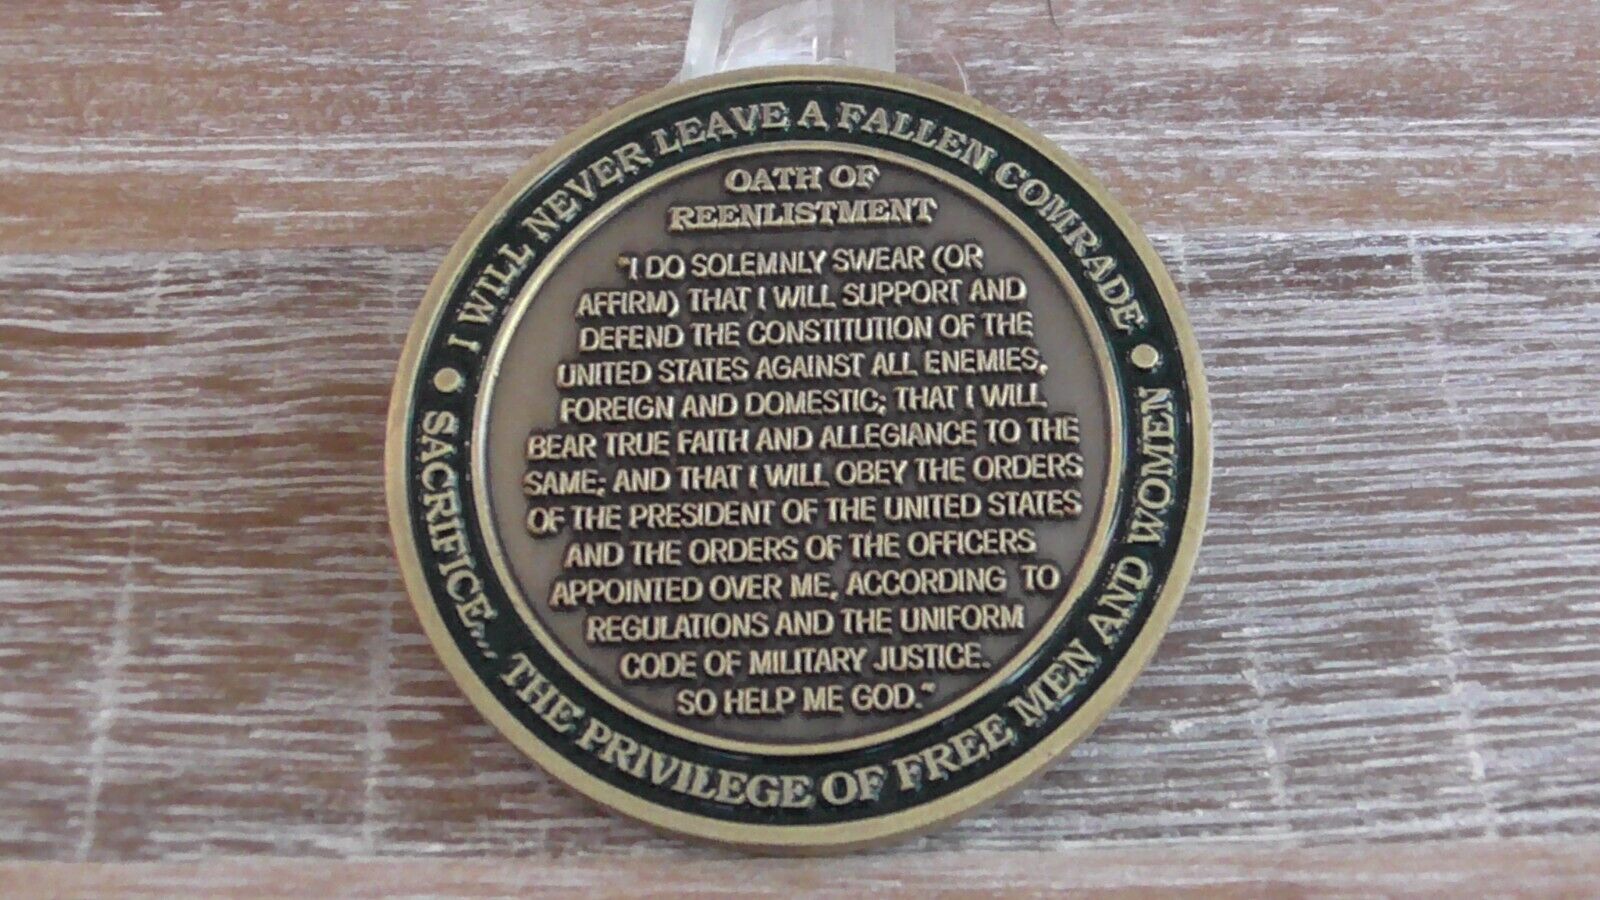 I WILL NEVER LEAVE A FALLEN COMRADE
OATH OF
REENLISTMENT
"I DO SOLEMNLY SWEAR (OR
AFFIRM) THAT I WILL SUPPORT AND
DEFEND THE CONSTITUTION OF THE
UNITED STATES AGAINST ALL ENEMIES,
FOREIGN AND DOMESTIC; THAT I WILL
BEAR TRUE FAITH AND ALLEGIANCE TO THE
SAME; AND THAT I WILL OBEY THE ORDERS
OF THE PRESIDENT OF THE UNITED STATES
AND THE ORDERS OF THE OFFICERS
APPOINTED OVER ME, ACCORDING TO
REGULATIONS AND THE UNIFORM
CODE OF MILITARY JUSTICE.
SO HELP ME GOD."
SACRIFICE... THE PRIVILEGE OF FREE MEN AND WOMEN